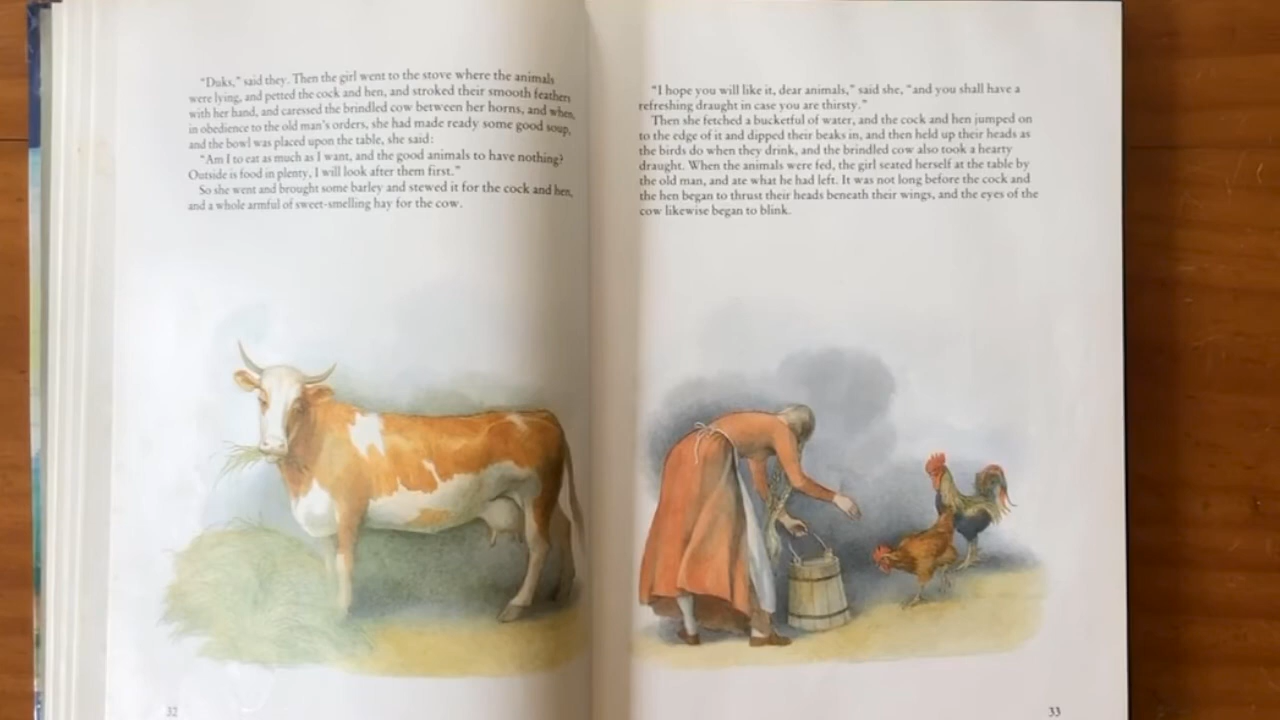 "Duks," said they. Then the girl went to the stove where the animals
were lying, and petted the cock and hen, and stroked their smooth feathers
with her hand, and caressed the brindled cow between her horns, and when,
in obedience to the old man's orders, she had made ready some good soup,
and the bowl was placed upon the table, she said:
"Am I to eat as much as I want, and the good animals to have nothing?
Outside is food in plenty, I will look after them first."
So she went and brought some barley and stewed it for the cock and hen,
and a whole armful of sweet-smelling hay for the cow.
32
"I hope you will like it, dear animals," said she, "and you shall have a
refreshing draught in case you are thirsty."
Then she fetched a bucketful of water, and the cock and hen jumped on
to the edge of it and dipped their beaks in, and then held up their heads as
the birds do when they drink, and the brindled cow also took a hearty
draught. When the animals were fed, the girl seated herself at the table by
the old man, and ate what he had left. It was not long before the cock and
the hen began to thrust their heads beneath their wings, and the eyes of the
cow likewise began to blink.
33